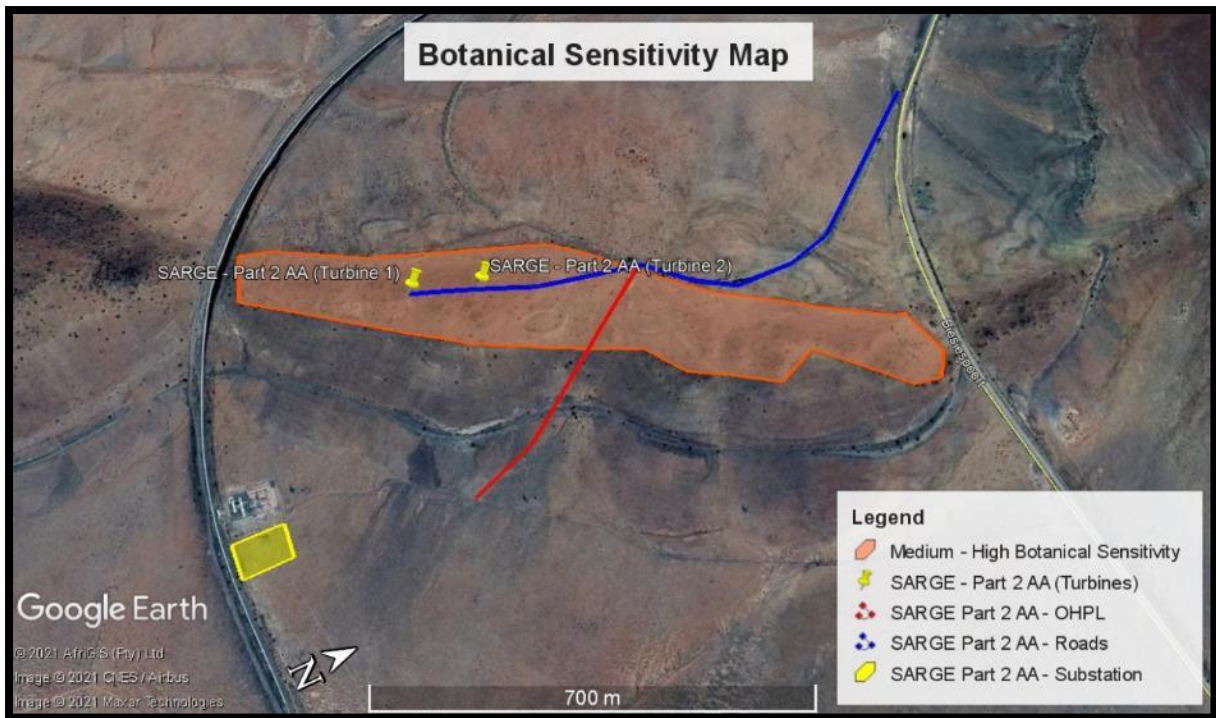 Botanical Sensitivity Map
SARGE - Part 2 AA (Turbine 1)
SARGE - Part 2 AA (Turbine 2)
Legend
Medium - High Botanical Sensitivity
SARGE - Part 2 AA (Turbines)
SARGE Part 2 AA - OHPL
SARGE Part 2 AA - Roads
SARGE Part 2 AA - Substation
Google Earth
© 2021 AfriGIS (Pty) Ltd.
Image © 2021 CNES / Airbus
Image © 2021 Maxar Technologies
N
700 m